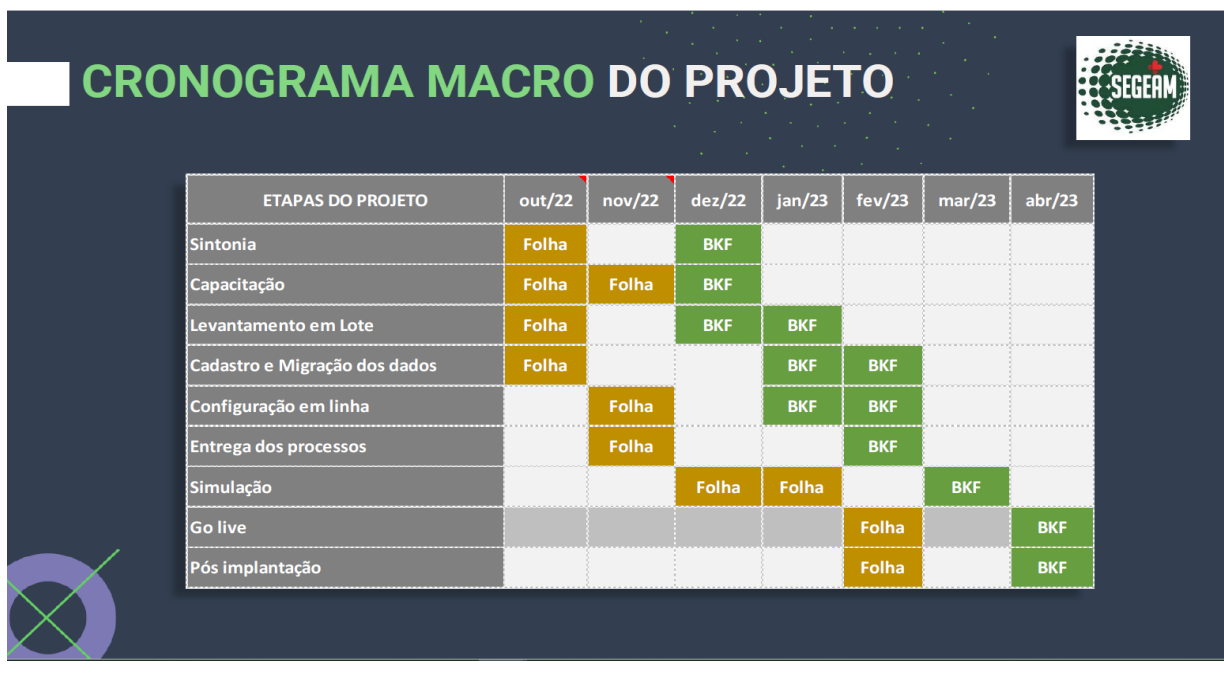 CRONOGRAMA MACRO DO PROJETO
SEGEAM
ETAPAS DO PROJETO out/22 nov/22 dez/22 jan/23 fev/23 mar/23 abr/23
Sintonia Folha BKF
Capacitação Folha Folha BKF
Levantamento em Lote Folha BKF BKF
Cadastro e Migração dos dados Folha BKF BKF
Configuração em linha Folha BKF BKF
Entrega dos processos Folha BKF
Simulação Folha Folha BKF
Go live Folha BKF
Pós implantação Folha BKF